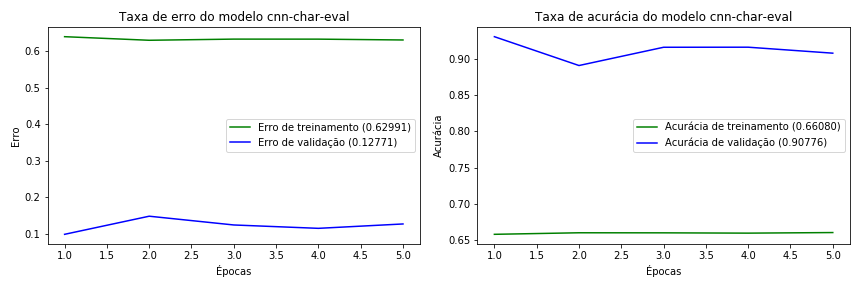 Taxa de erro do modelo cnn-char-eval
0.6
0.5
0.4
0.3
0.2
0.1
Erro
Erro de treinamento (0.62991)
Erro de validação (0.12771)
1.0 1.5 2.0 2.5 3.0 3.5 4.0 4.5 5.0
Épocas
Taxa de acurácia do modelo cnn-char-eval
0.90
0.85
0.80
0.75
0.70
0.65
Acurácia
Acurácia de treinamento (0.66080)
Acurácia de validação (0.90776)
1.0 1.5 2.0 2.5 3.0 3.5 4.0 4.5 5.0
Épocas